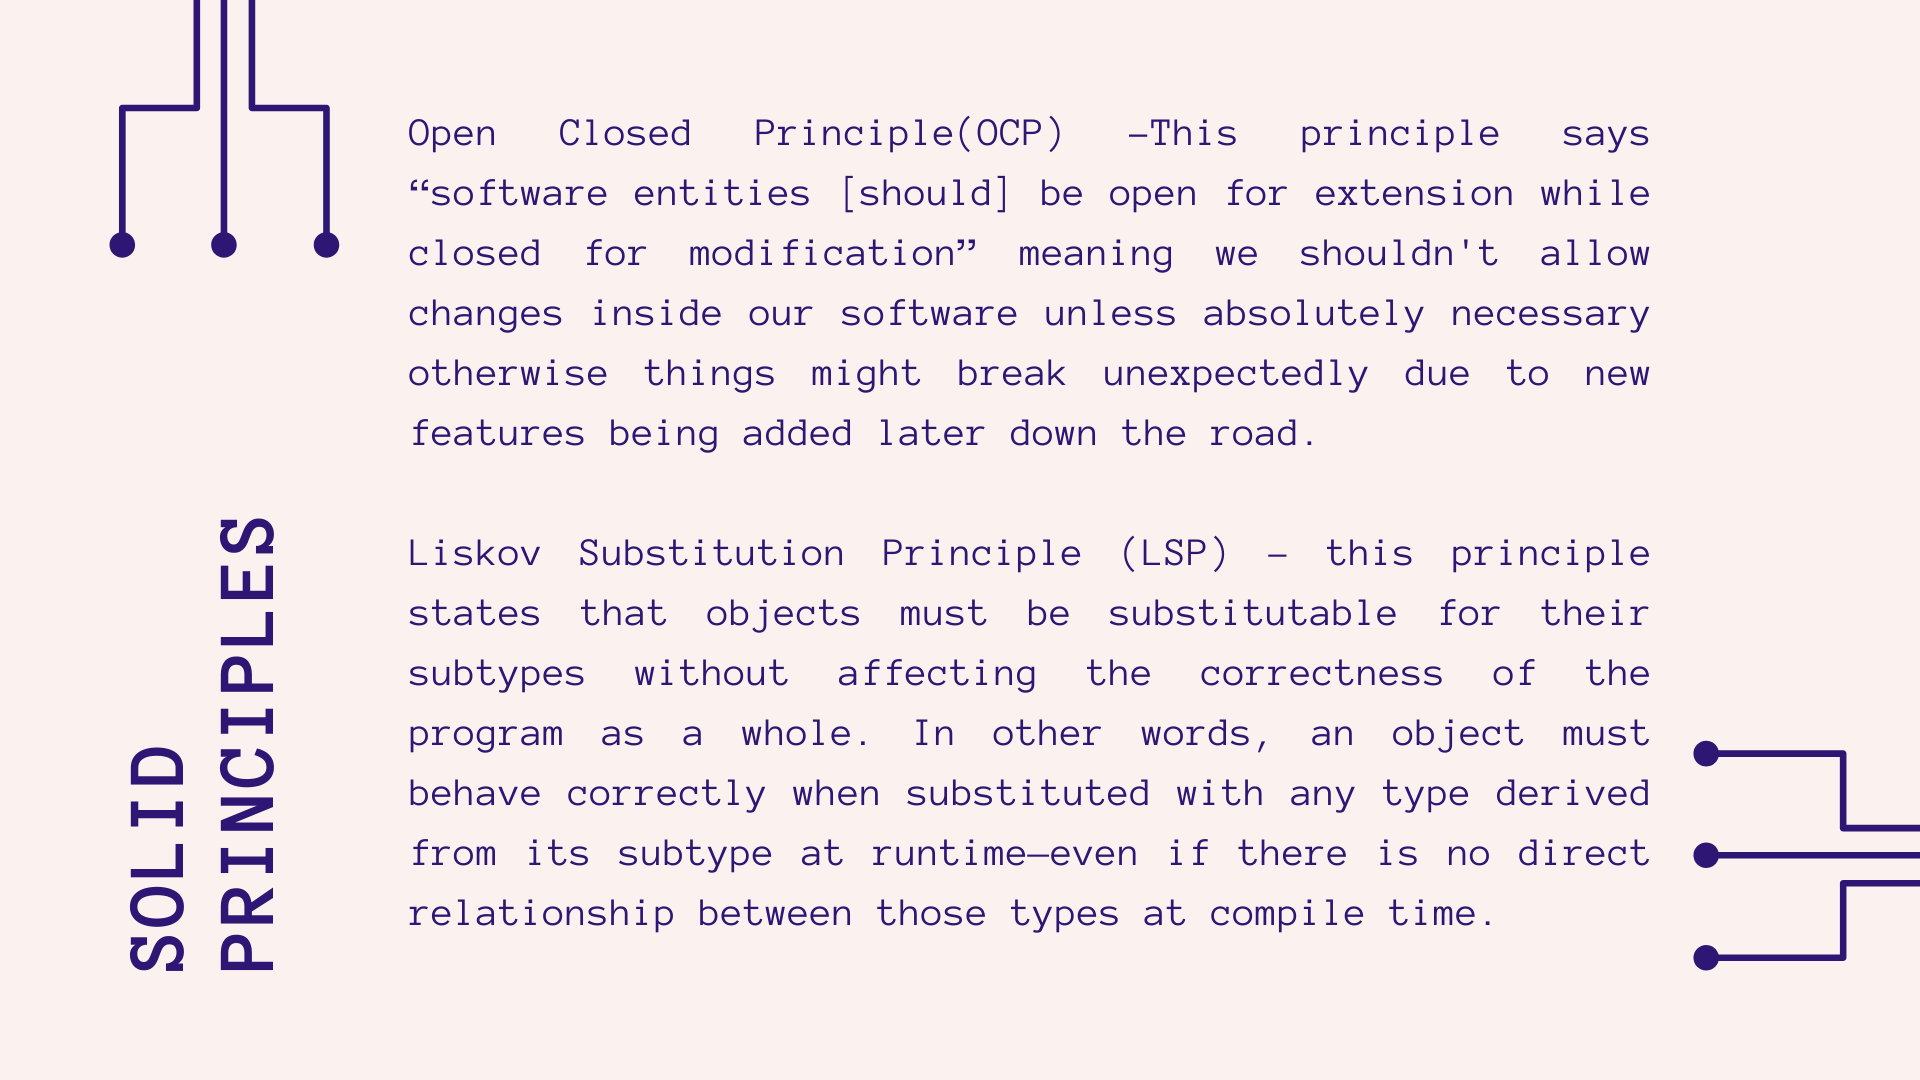 Open Closed Principle(OCP) –This principle says
“software entities [should] be open for extension while
closed for modification” meaning we shouldn't allow
changes inside our software unless absolutely necessary
otherwise things might break unexpectedly due to new
features being added later down the road.
Liskov Substitution Principle (LSP) – this principle
states that objects must be substitutable for their
subtypes without affecting the correctness of the
program as a whole. In other words, an object must
behave correctly when substituted with any type derived
from its subtype at runtime—even if there is no direct
relationship between those types at compile time.
SOLID
PRINCIPLES